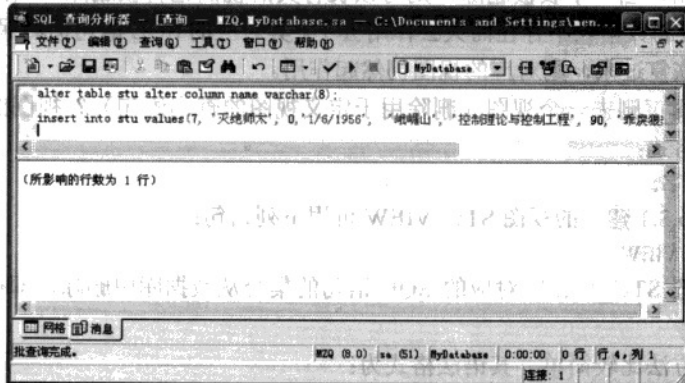 SQL 查询分析器 - [查询 — MZQ.MyDatabase.sa — C:\Documents and Settings\men...
文件(F) 编辑(E) 查询(Q) 工具(T) 窗口(W) 帮助(H)
MyDatabase
alter table stu alter column name varchar(8);
insert into stu values(7, '灭绝师太', 0,'1/6/1956', '峨嵋山', '控制理论与控制工程', 90, '乖戾狠
(所影响的行数为 1 行)
网格 消息
批查询完成。 MZQ (8.0) sa (51) MyDatabase 0:00:00 0 行 行 4, 列 1
连接: 1